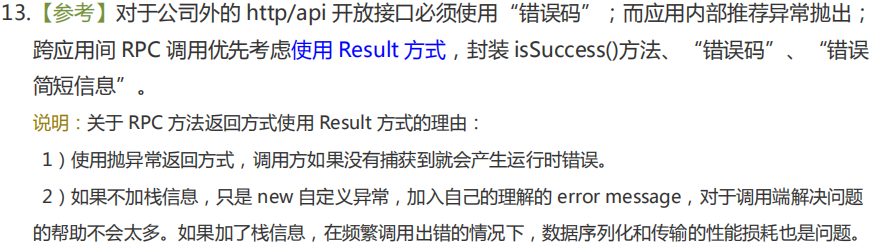 13.【参考】对于公司外的 http/api 开放接口必须使用“错误码”；而应用内部推荐异常抛出；
跨应用间 RPC 调用优先考虑使用 Result 方式，封装 isSuccess()方法、“错误码”、“错误
简短信息”。
说明：关于 RPC 方法返回方式使用 Result 方式的理由：
1）使用抛异常返回方式，调用方如果没有捕获到就会产生运行时错误。
2）如果不加栈信息，只是 new 自定义异常，加入自己的理解的 error message，对于调用端解决问题
的帮助不会太多。如果加了栈信息，在频繁调用出错的情况下，数据序列化和传输的性能损耗也是问题。